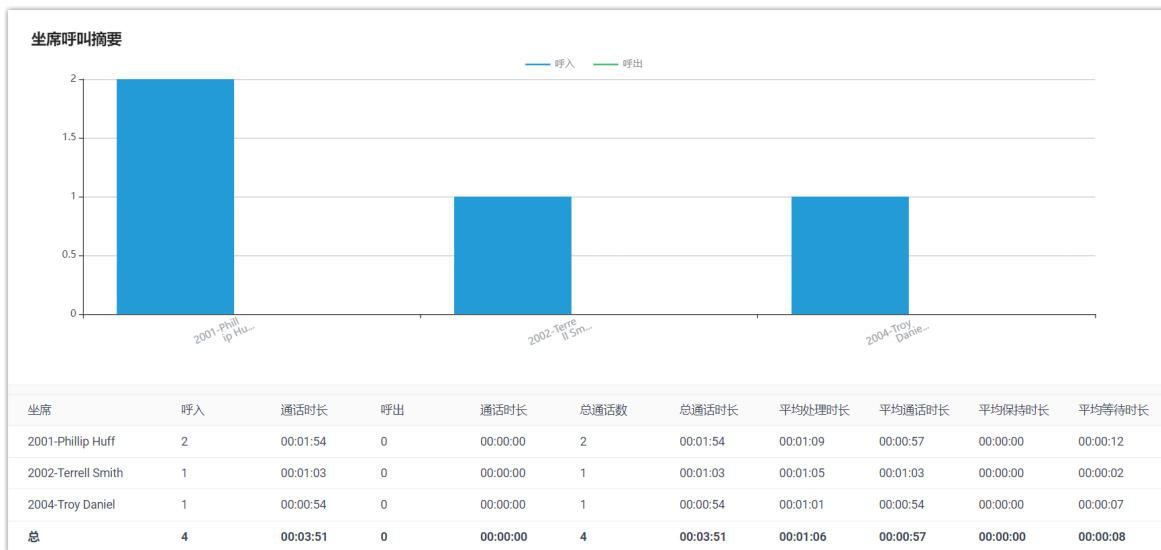 坐席呼叫摘要
呼入 呼出
2
1.5
1
0.5
0
2001-Phill
ip Hu...
2002-Terre
ll Sm...
2004-Troy
Danie...
坐席 呼入 通话时长 呼出 通话时长 总通话数 总通话时长 平均处理时长 平均通话时长 平均保持时长 平均等待时长
2001-Phillip Huff 2 00:01:54 0 00:00:00 2 00:01:54 00:01:09 00:00:57 00:00:00 00:00:12
2002-Terrell Smith 1 00:01:03 0 00:00:00 1 00:01:03 00:01:05 00:01:03 00:00:00 00:00:02
2004-Troy Daniel 1 00:00:54 0 00:00:00 1 00:00:54 00:01:01 00:00:54 00:00:00 00:00:07
总 4 00:03:51 0 00:00:00 4 00:03:51 00:01:06 00:00:57 00:00:00 00:00:08